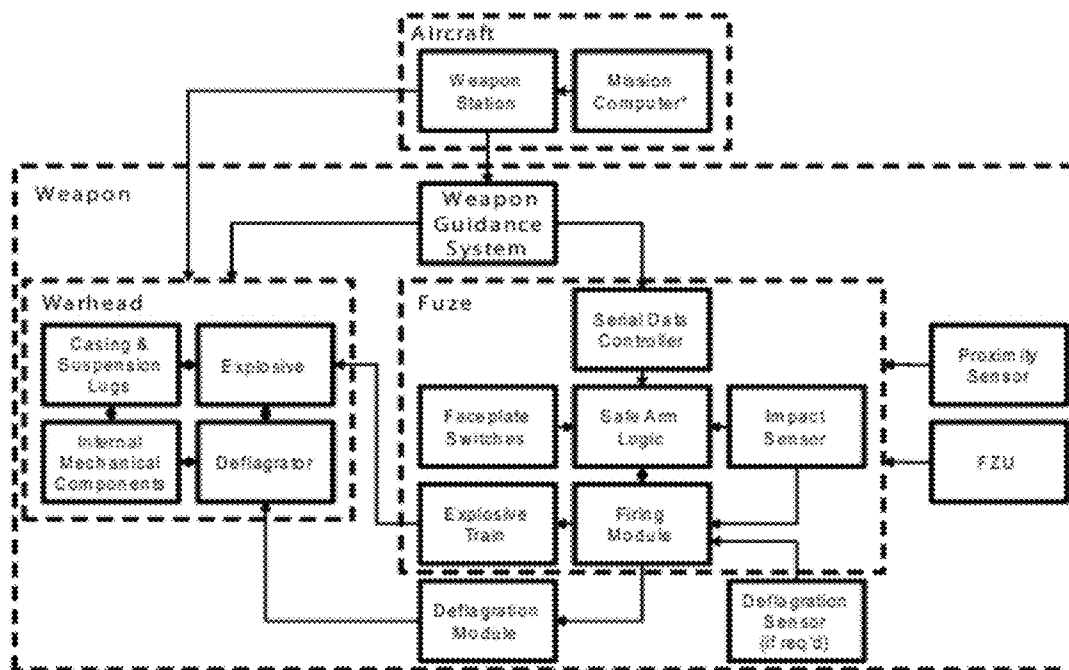 Aircraft
Weapon
Station
Mission
Computer*
Weapon
Weapon
Guidance
System
Warhead
Casing &
Suspension
Lugs
Explosive
Internal
Mechanical
Components
Deflagrator
Fuze
Serial Data
Controller
Faceplate
Switches
Safe Arm
Logic
Impact
Sensor
Explosive
Train
Firing
Module
Proximity
Sensor
FZU
Deflagration
Module
Deflagration
Sensor
(if req'd)